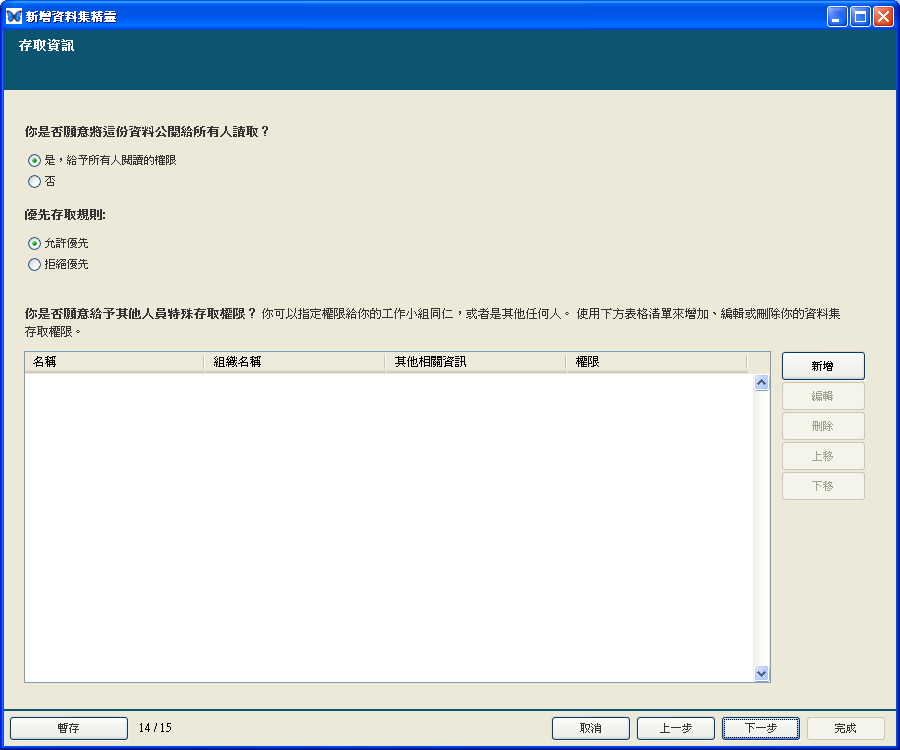 新增資料集精靈
存取資訊
你是否願意將這份資料公開給所有人讀取？
是，給予所有人閱讀的權限
否
優先存取規則:
允許優先
拒絕優先
你是否願意給予其他人員特殊存取權限？ 你可以指定權限給你的工作小組同仁，或者是其他任何人。 使用下方表格清單來增加、編輯或刪除你的資料集
存取權限。
名稱 組織名稱 其他相關資訊 權限
新增
編輯
刪除
上移
下移
暫存 14 / 15 取消 上一步 下一步 完成